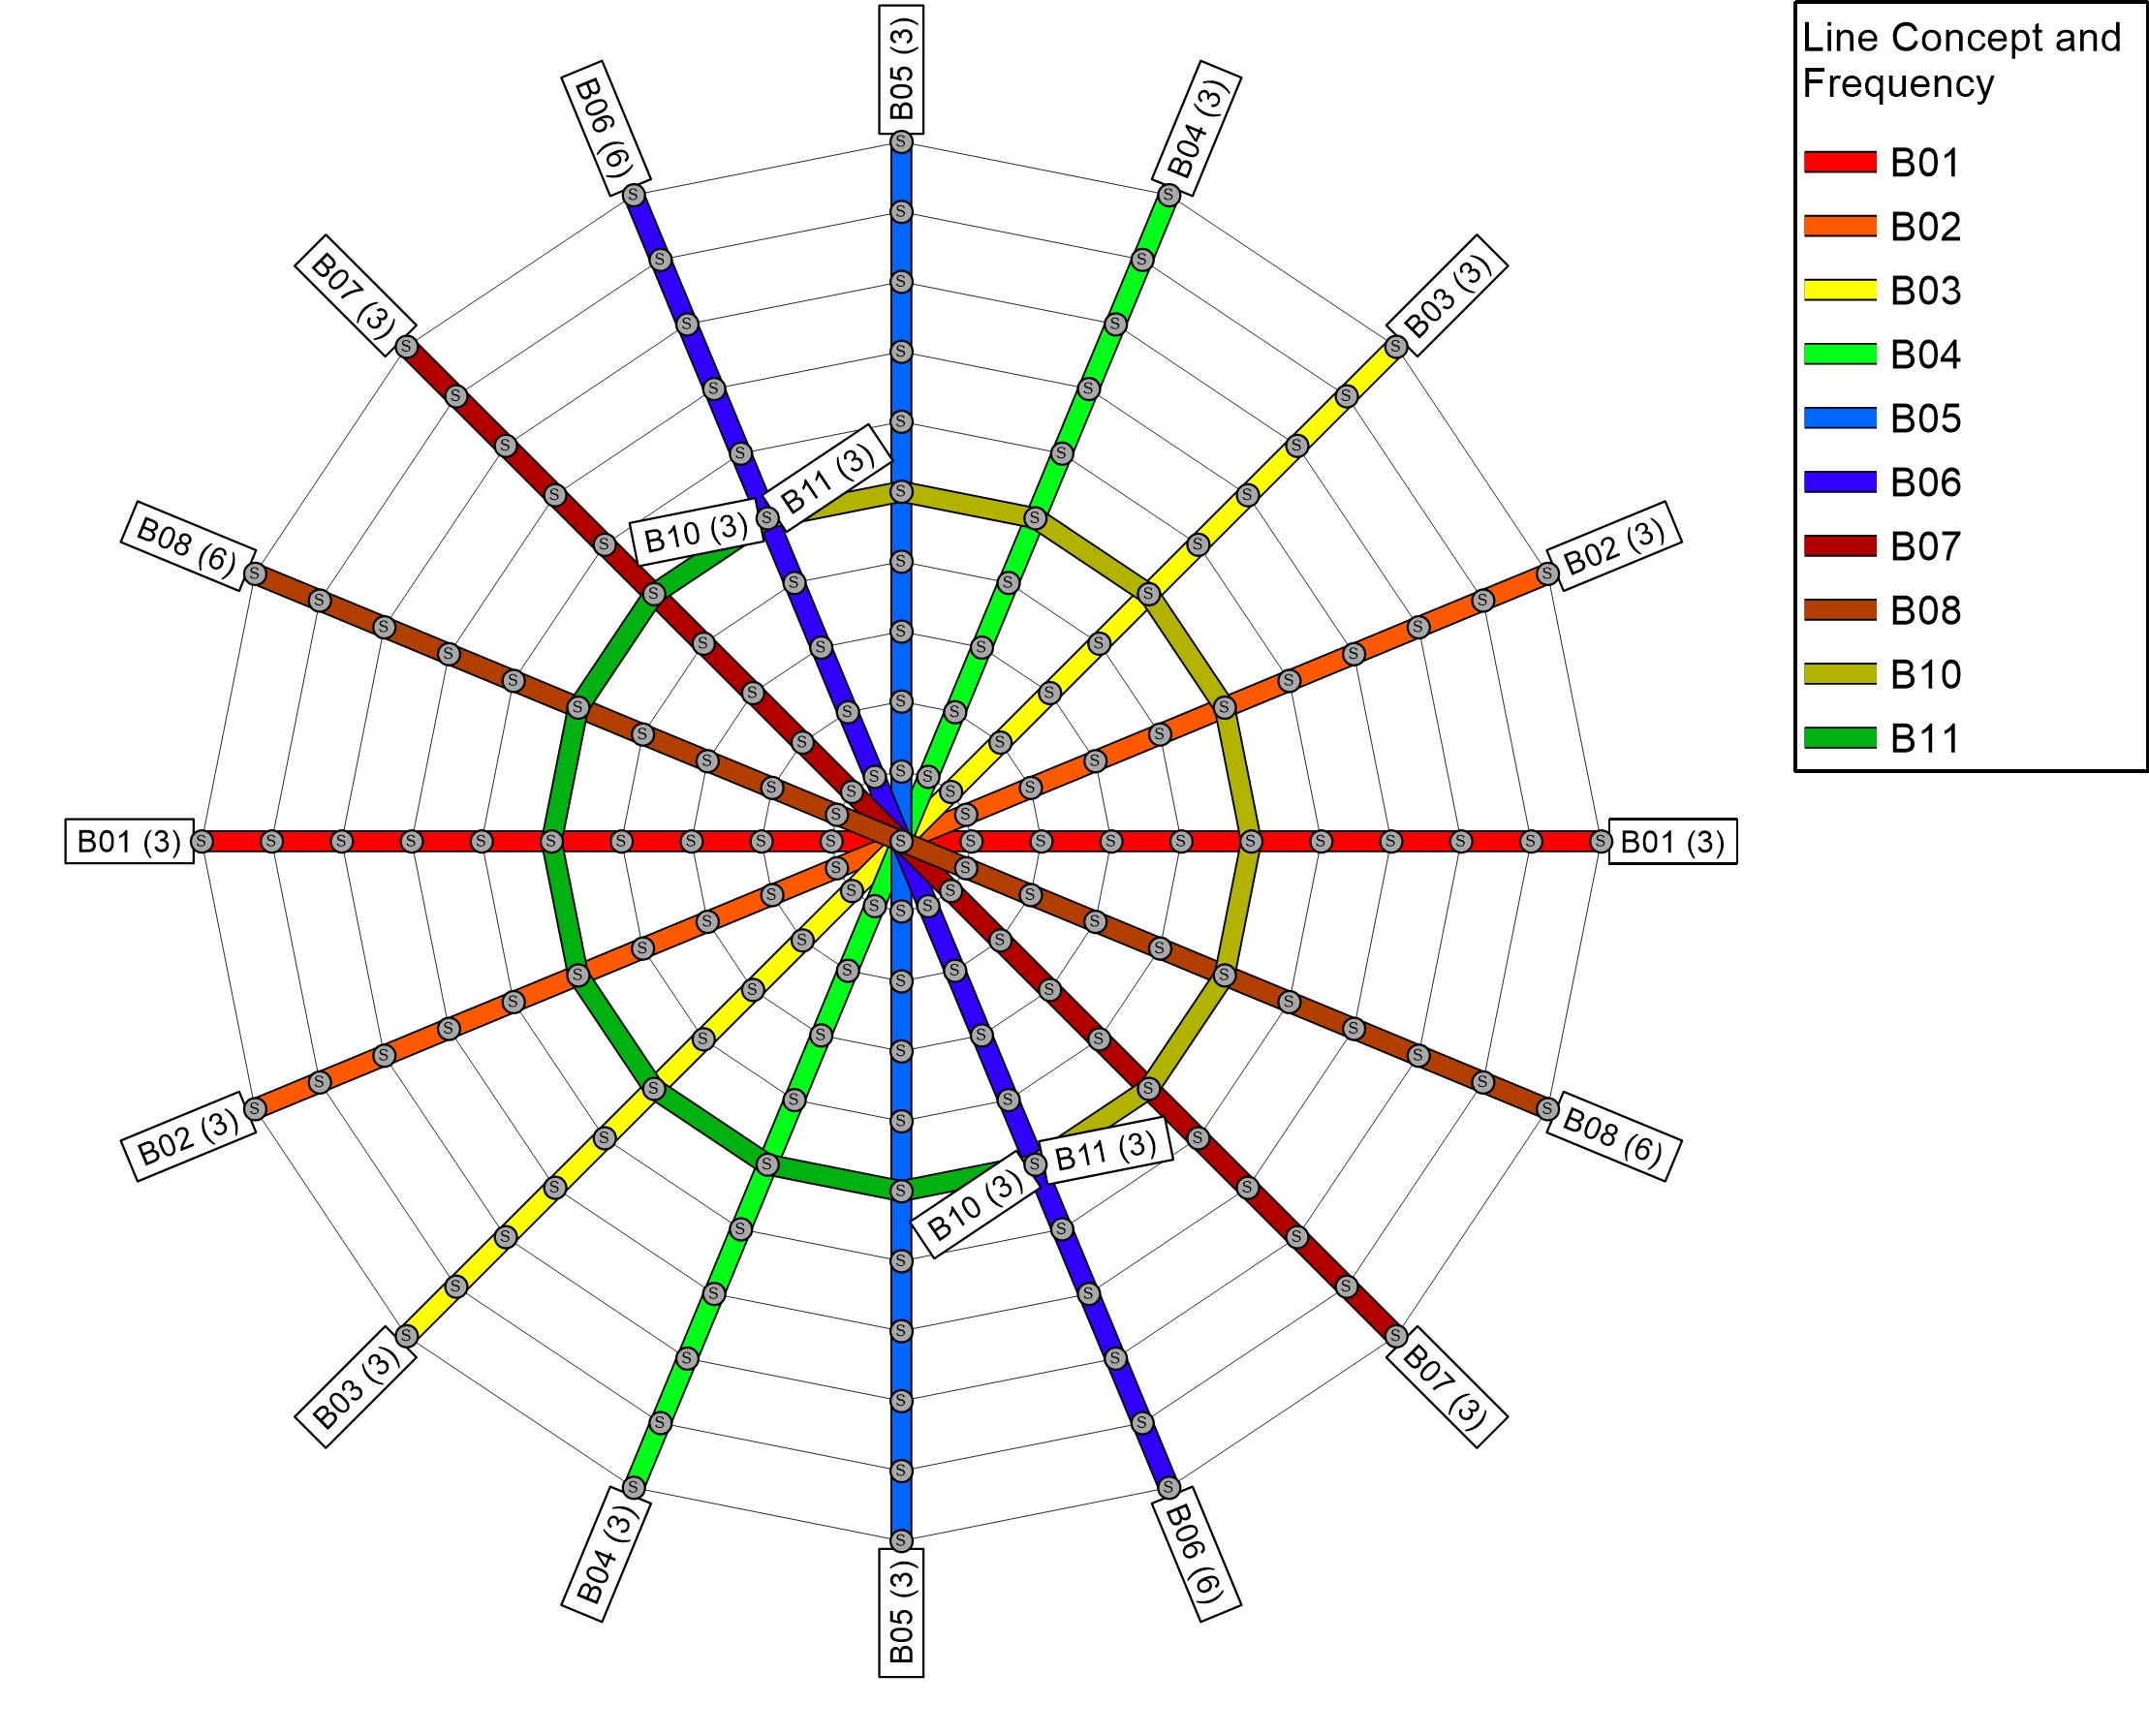 Line Concept and
Frequency
B01
B02
B03
B04
B05
B06
B07
B08
B10
B11
B05 (3)
B06 (6)
B04 (3)
B07 (3)
B03 (3)
B11 (3)
B10 (3)
B08 (6)
B02 (3)
B01 (3)
B01 (3)
B02 (3)
B08 (6)
B11 (3)
B10 (3)
B03 (3)
B07 (3)
B04 (3)
B06 (6)
B05 (3)